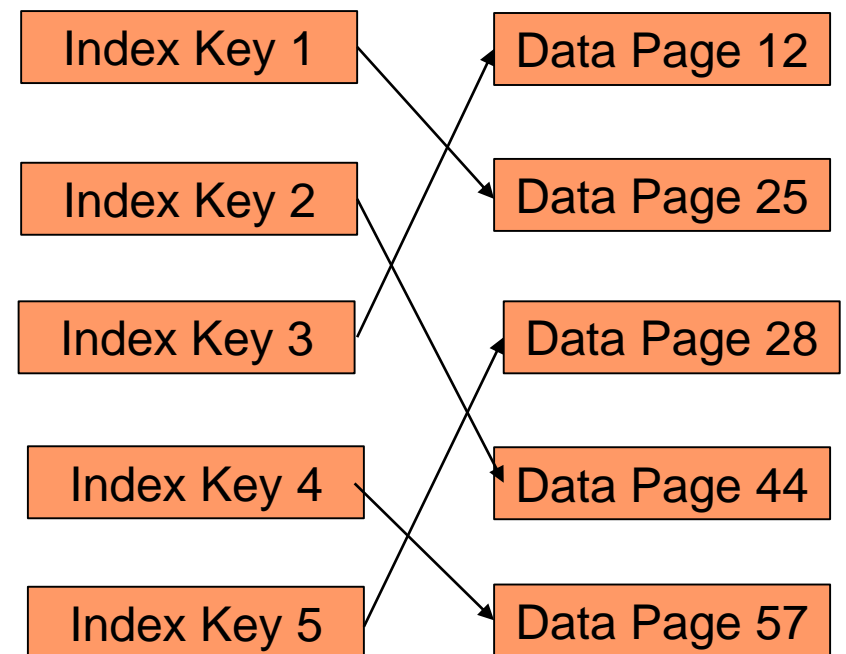 Index Key 1
Data Page 12
Index Key 2
Data Page 25
Index Key 3
Data Page 28
Index Key 4
Data Page 44
Index Key 5
Data Page 57